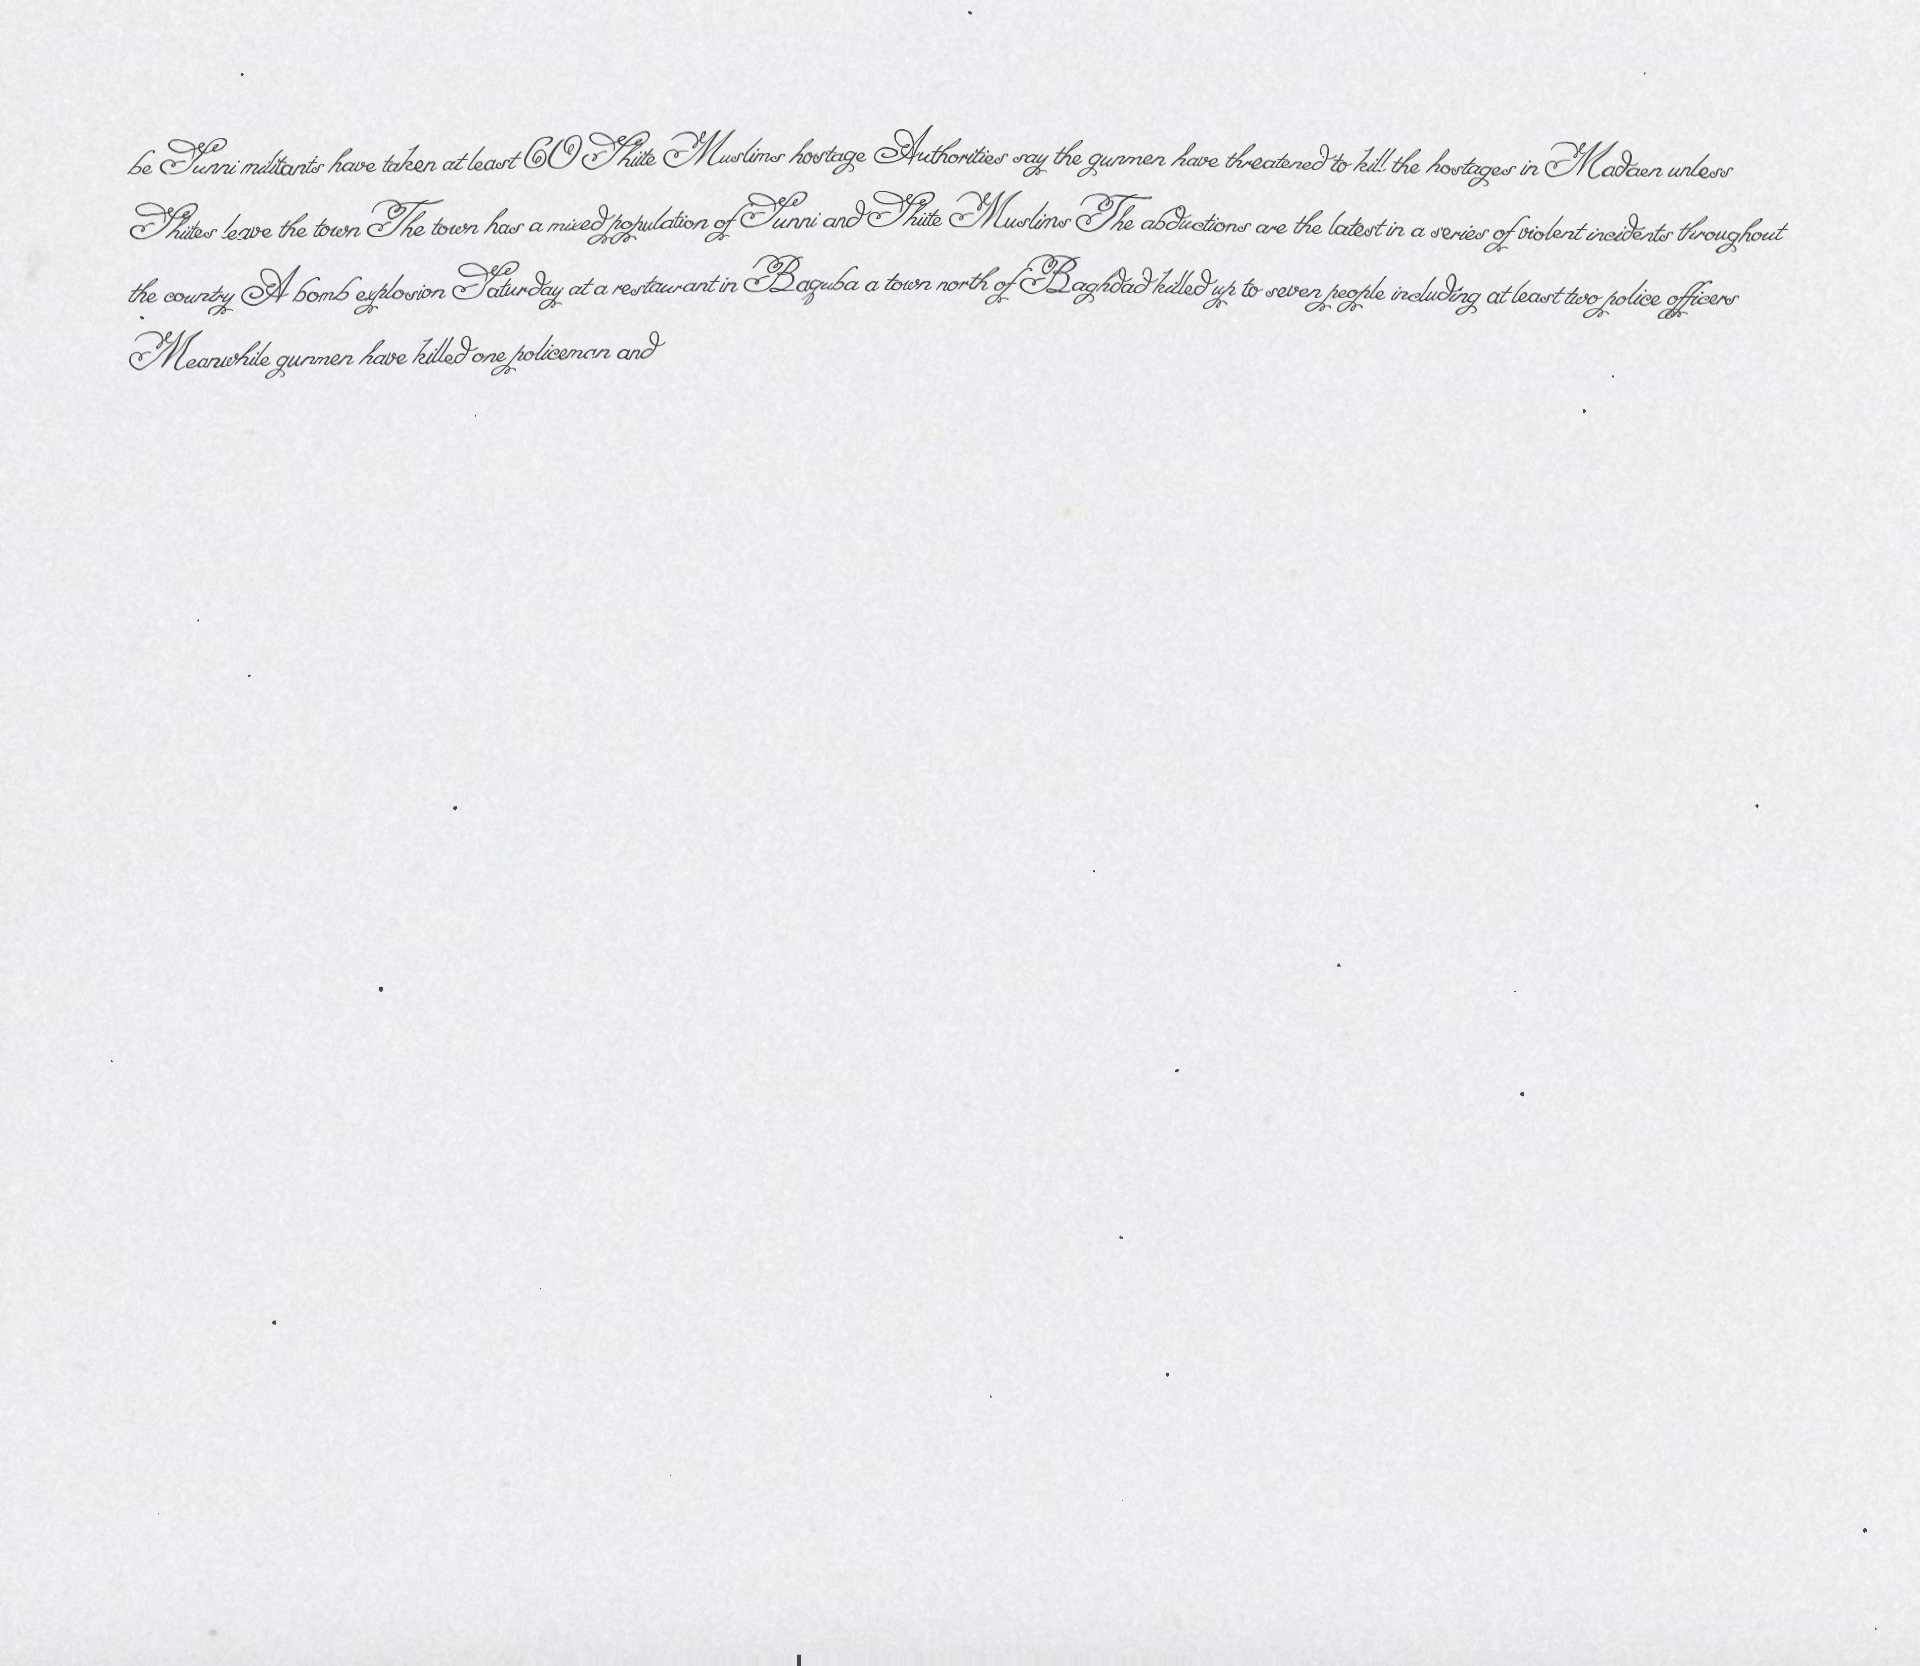 be Sunni militants have taken at least 60 Shiite Muslims hostage Authorities say the gunmen have threatened to kill the hostages in Madaen unless
Shiites leave the town The town has a mixed population of Sunni and Shiite Muslims The abductions are the latest in a series of violent incidents throughout
the country A bomb explosion Saturday at a restaurant in Baquba a town north of Baghdad killed up to seven people including at least two police officers
Meanwhile gunmen have killed one policeman and